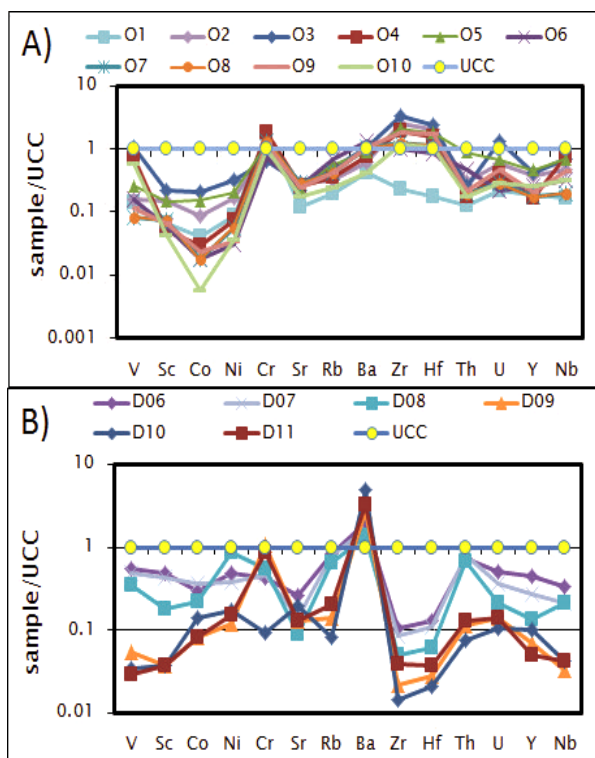 A)
O1 O2 O3 O4 O5 O6
O7 O8 O9 O10 UCC
sample/UCC
10
1
0.1
0.01
0.001
V Sc Co Ni Cr Sr Rb Ba Zr Hf Th U Y Nb
B)
D06 D07 D08 D09
D10 D11 UCC
sample/UCC
10
1
0.1
0.01
V Sc Co Ni Cr Sr Rb Ba Zr Hf Th U Y Nb